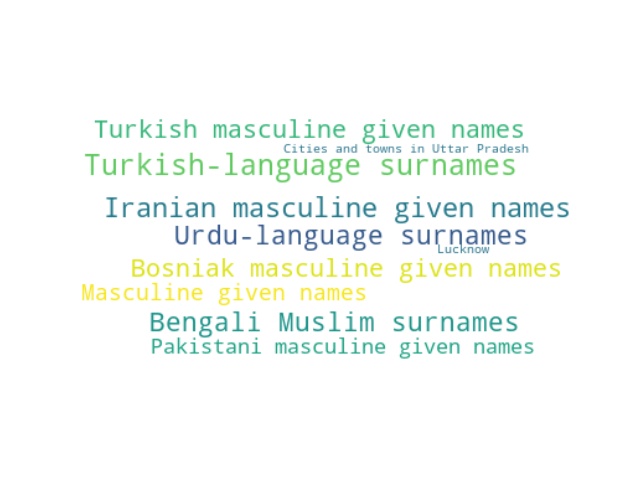 Turkish masculine given names
Cities and towns in Uttar Pradesh
Turkish-language surnames
Iranian masculine given names
Urdu-language surnames
Lucknow
Bosniak masculine given names
Masculine given names
Bengali Muslim surnames
Pakistani masculine given names